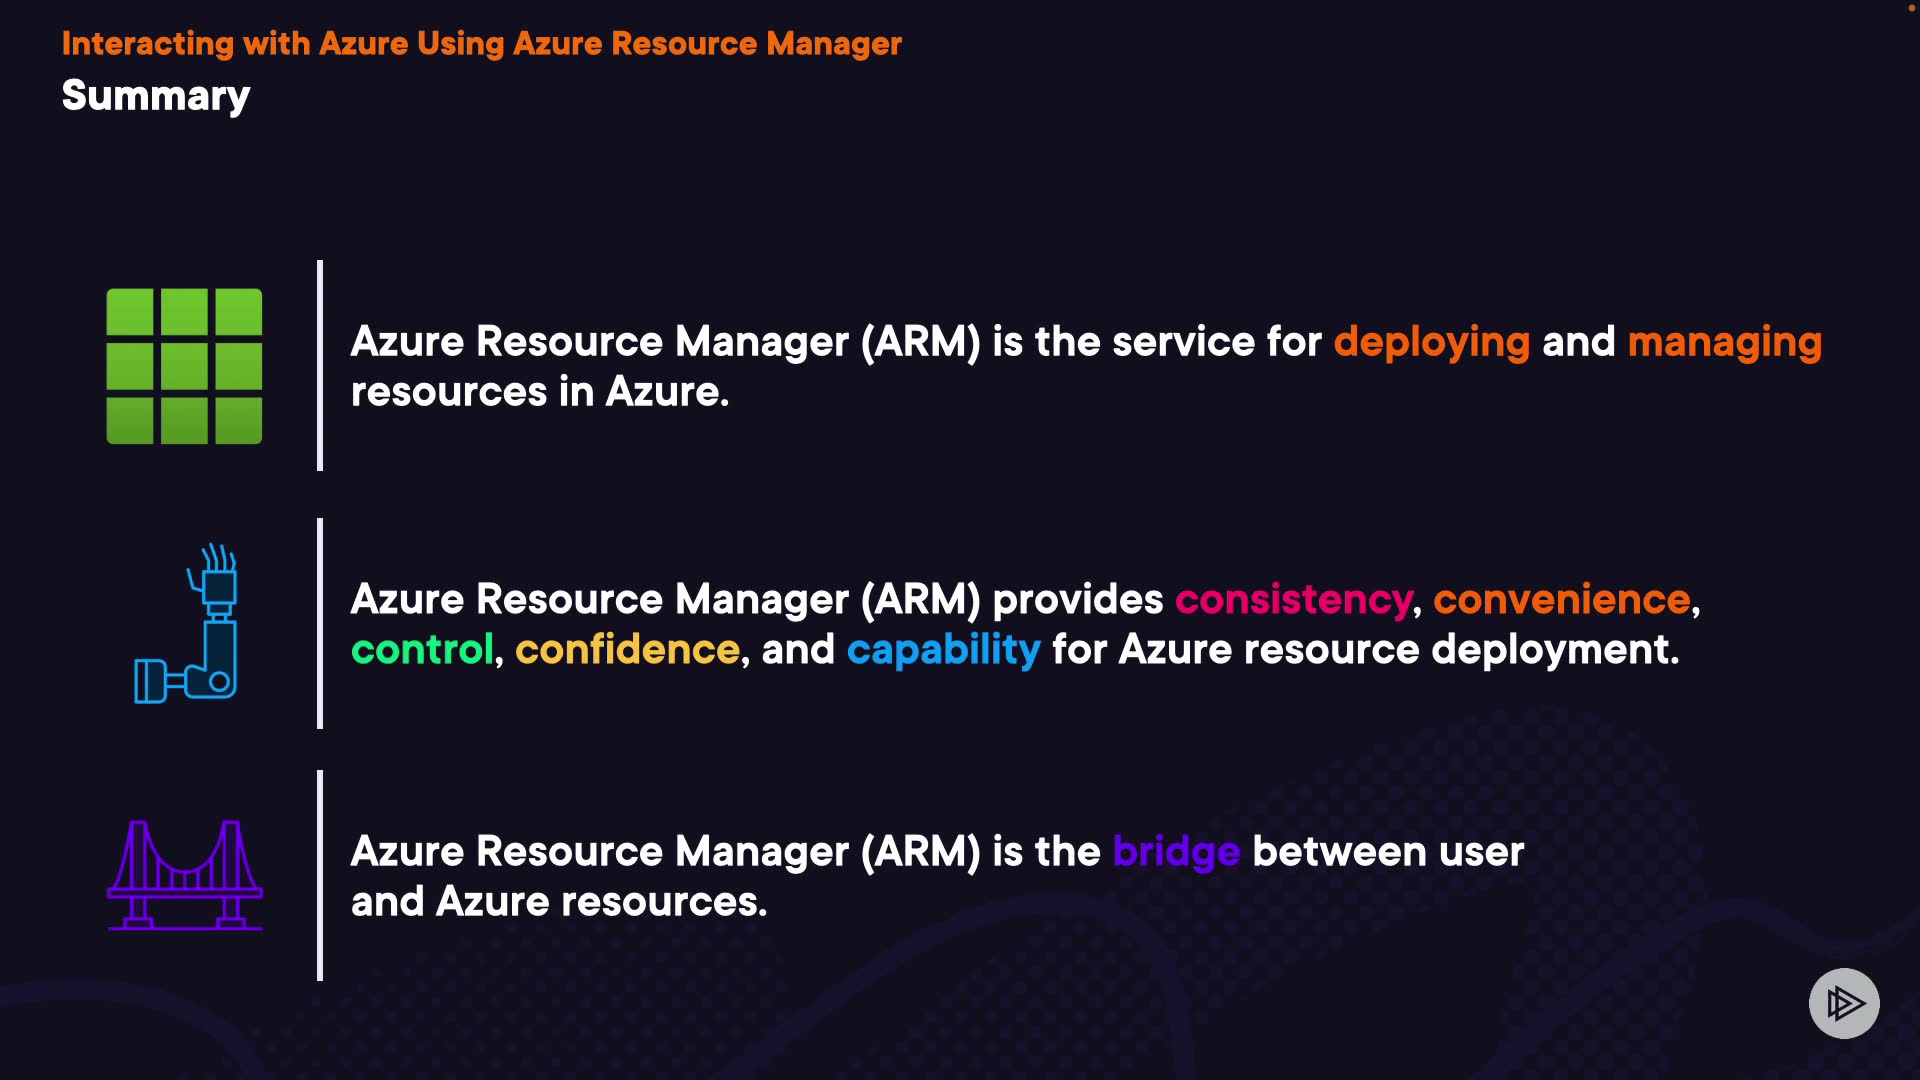 Interacting with Azure Using Azure Resource Manager
Summary
Azure Resource Manager (ARM) is the service for deploying and managing
resources in Azure.
Azure Resource Manager (ARM) provides consistency, convenience,
control, confidence, and capability for Azure resource deployment.
Azure Resource Manager (ARM) is the bridge between user
and Azure resources.